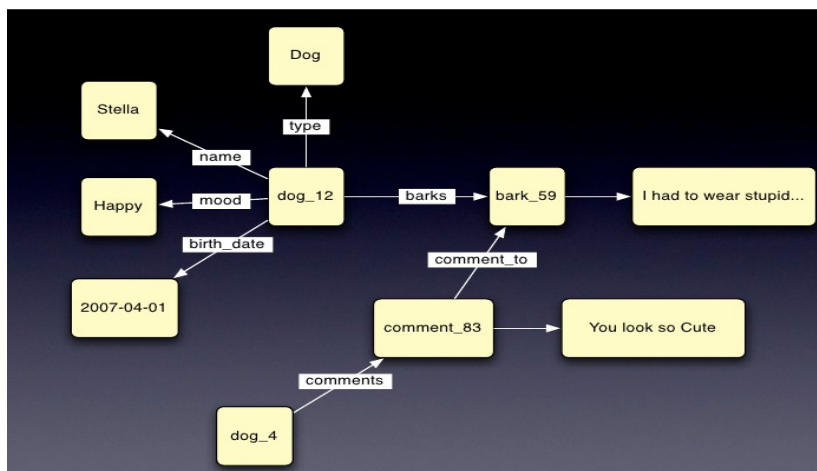 Dog
Stella
type
name
Happy
mood
dog_12
barks
bark_59
I had to wear stupid...
birth_date
comment_to
2007-04-01
comment_83
You look so Cute
comments
dog_4